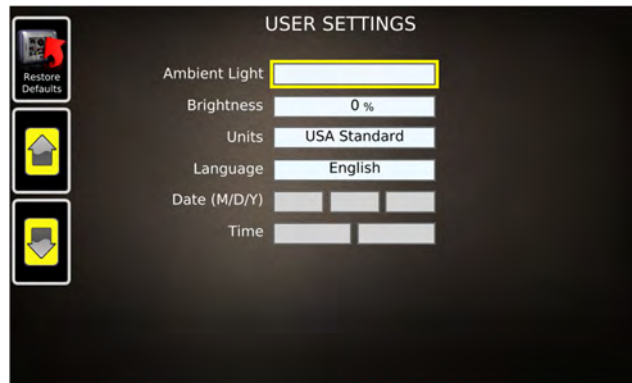 USER SETTINGS
Restore
Defaults
Ambient Light
Brightness 0 %
Units USA Standard
Language English
Date (M/D/Y)
Time